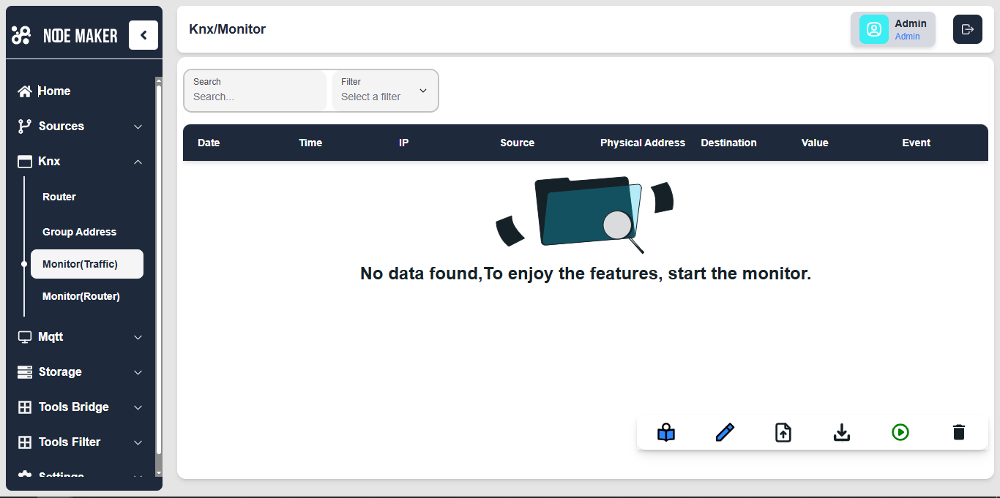 NODE MAKER
Knx/Monitor
Admin
Admin
Home
Sources
Knx
Router
Group Address
Monitor(Traffic)
Monitor(Router)
Mqtt
Storage
Tools Bridge
Tools Filter
Settings
Search
Search...
Filter
Select a filter
Date Time IP Source Physical Address Destination Value Event
No data found,To enjoy the features, start the monitor.